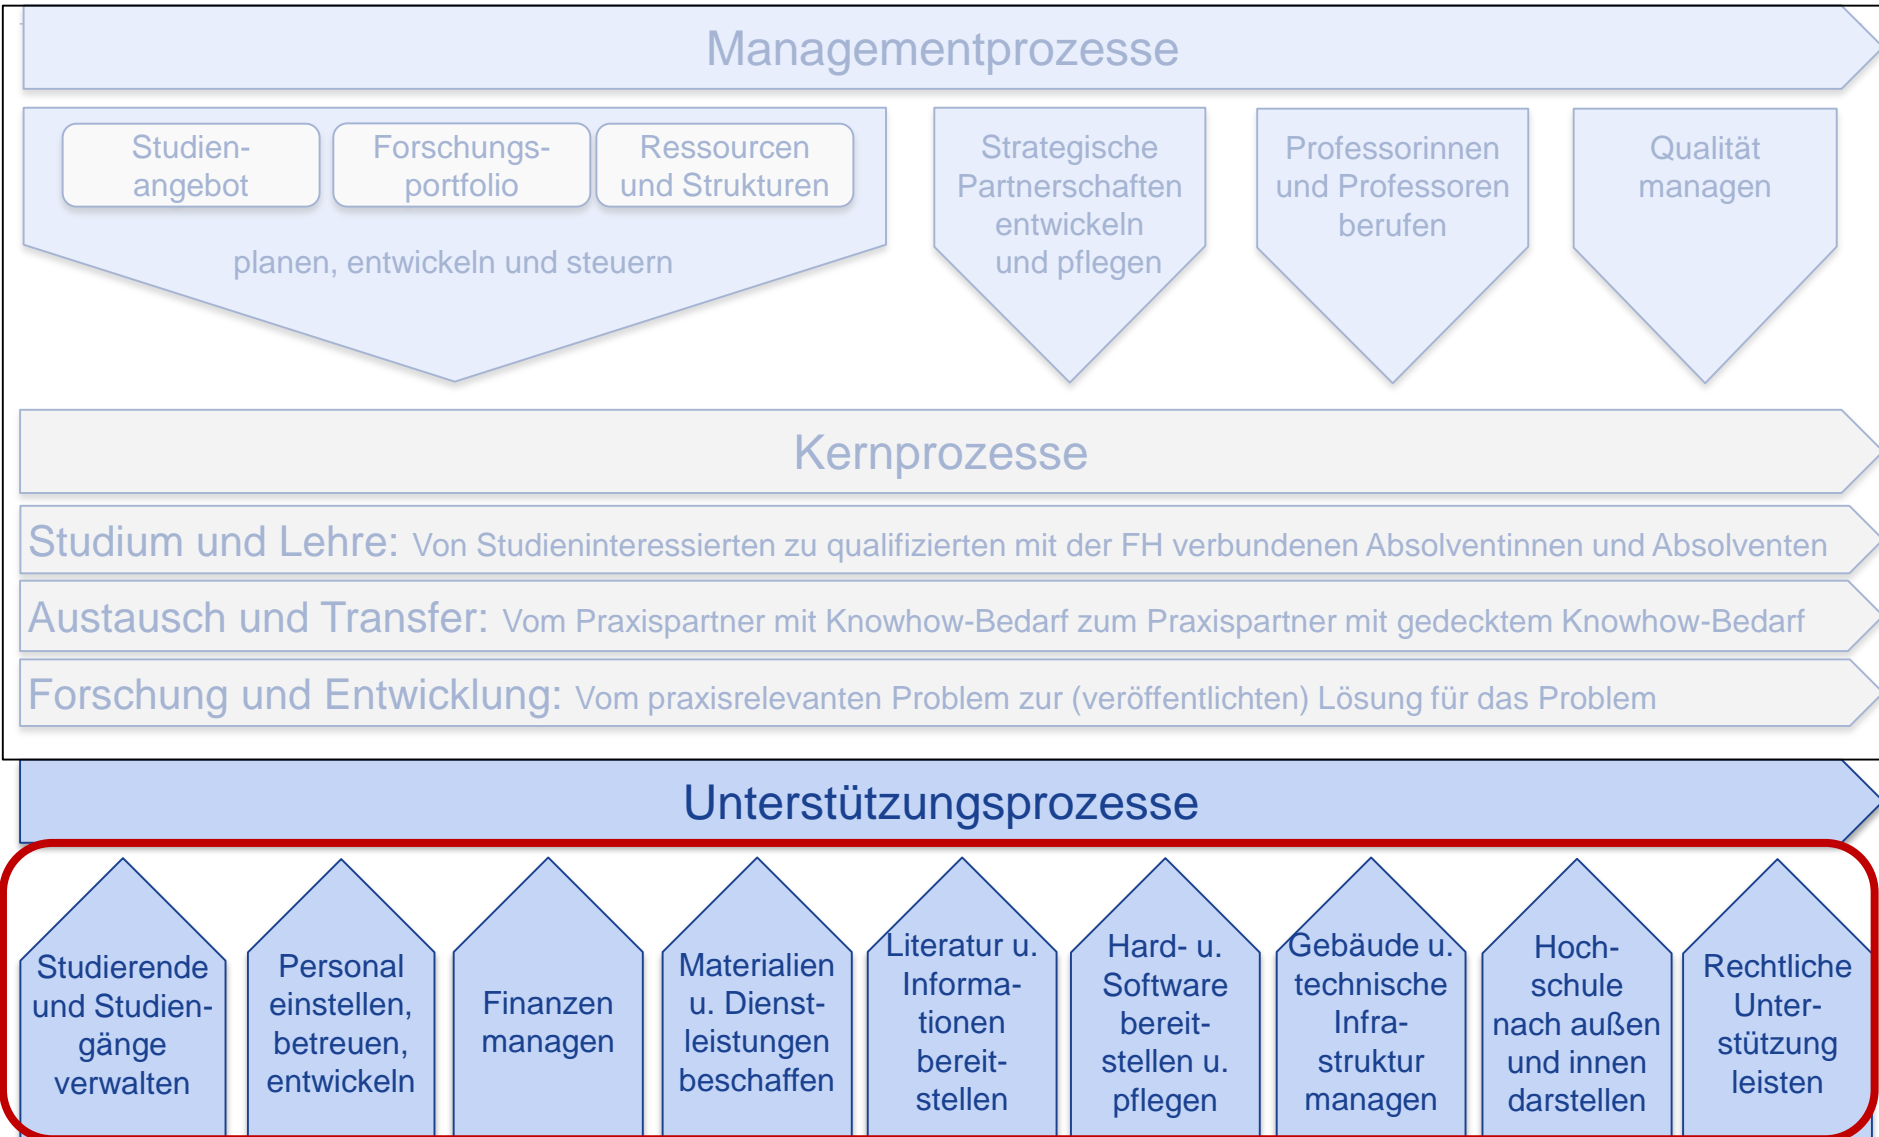 Managementprozesse
Studien-
angebot
Forschungs-
portfolio
Ressourcen
und Strukturen
planen, entwickeln und steuern
Strategische
Partnerschaften
entwickeln
und pflegen
Professorinnen
und Professoren
berufen
Qualität
managen
Kernprozesse
Studium und Lehre: Von Studieninteressierten zu qualifizierten mit der FH verbundenen Absolventinnen und Absolventen
Austausch und Transfer: Vom Praxispartner mit Knowhow-Bedarf zum Praxispartner mit gedecktem Knowhow-Bedarf
Forschung und Entwicklung: Vom praxisrelevanten Problem zur (veröffentlichten) Lösung für das Problem
Unterstützungsprozesse
Studierende
und Studien-
gänge
verwalten
Personal
einstellen,
betreuen,
entwickeln
Finanzen
managen
Materialien
u. Dienst-
leistungen
beschaffen
Literatur u.
Informa-
tionen
bereit-
stellen
Hard- u.
Software
bereit-
stellen u.
pflegen
Gebäude u.
technische
Infra-
struktur
managen
Hoch-
schule
nach außen
und innen
darstellen
Rechtliche
Unter-
stützung
leisten